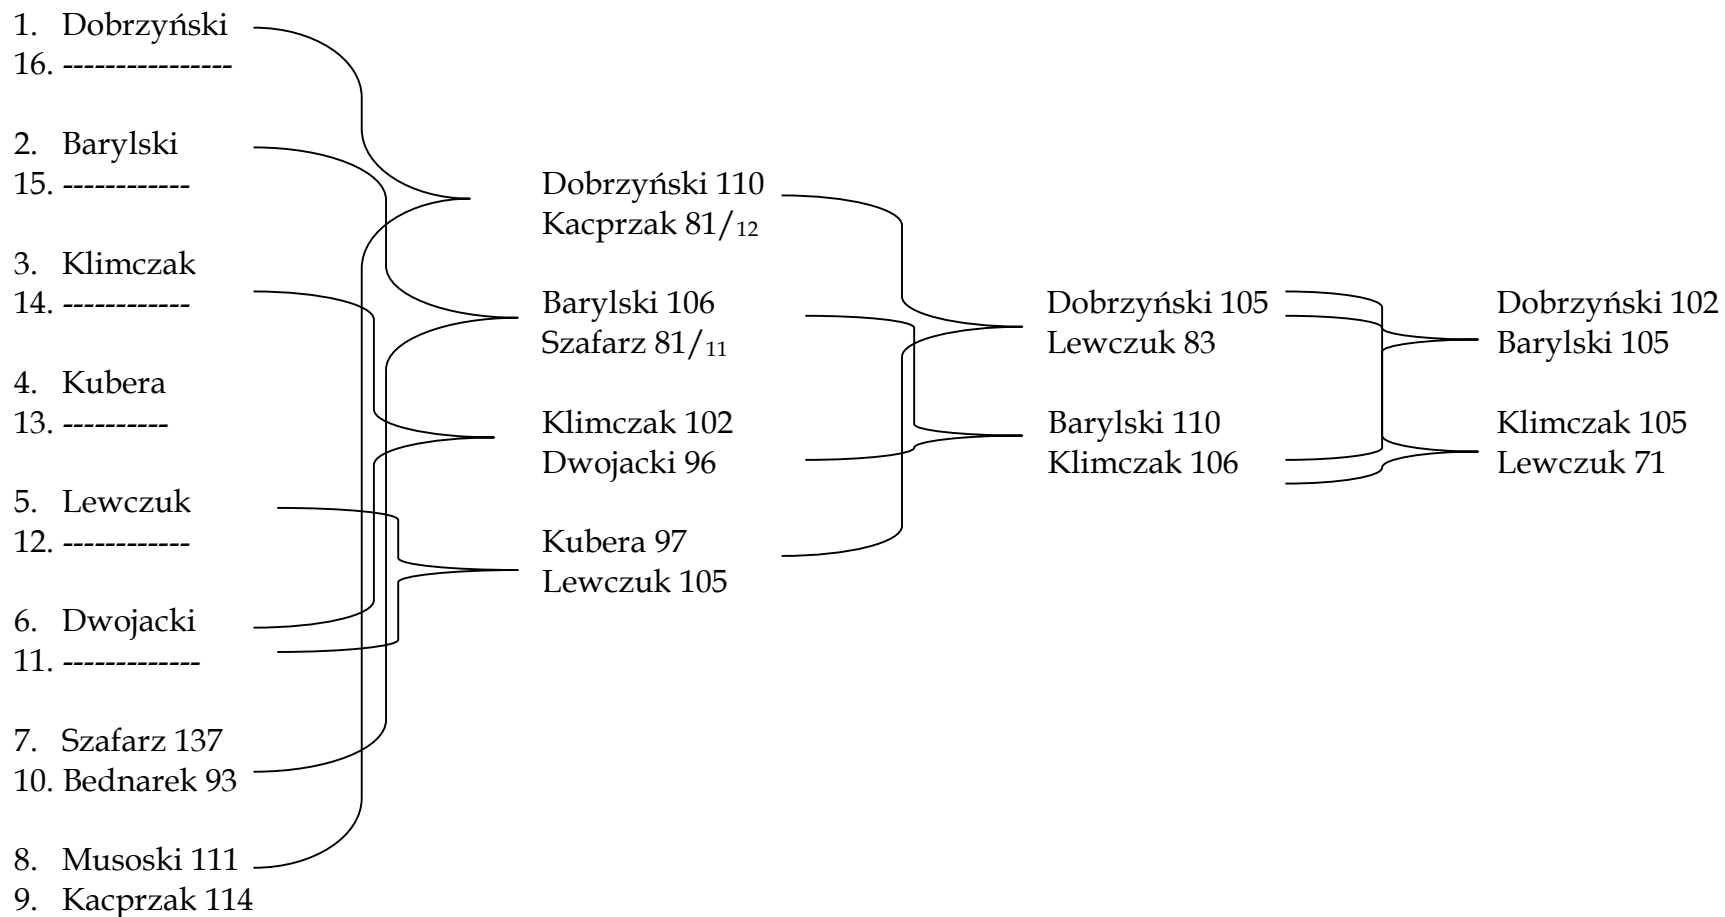 1. Dobrzyński
16. ----------------
2. Barylski
15. ------------
3. Klimczak
14. ------------
4. Kubera
13. ----------
5. Lewczuk
12. ------------
6. Dwojacki
11. -------------
7. Szafarz 137
10. Bednarek 93
8. Musoski 111
9. Kacprzak 114
Dobrzyński 110
Kacprzak 81/12
Barylski 106
Szafarz 81/11
Klimczak 102
Dwojacki 96
Kubera 97
Lewczuk 105
Dobrzyński 105
Lewczuk 83
Barylski 110
Klimczak 106
Dobrzyński 102
Barylski 105
Klimczak 105
Lewczuk 71